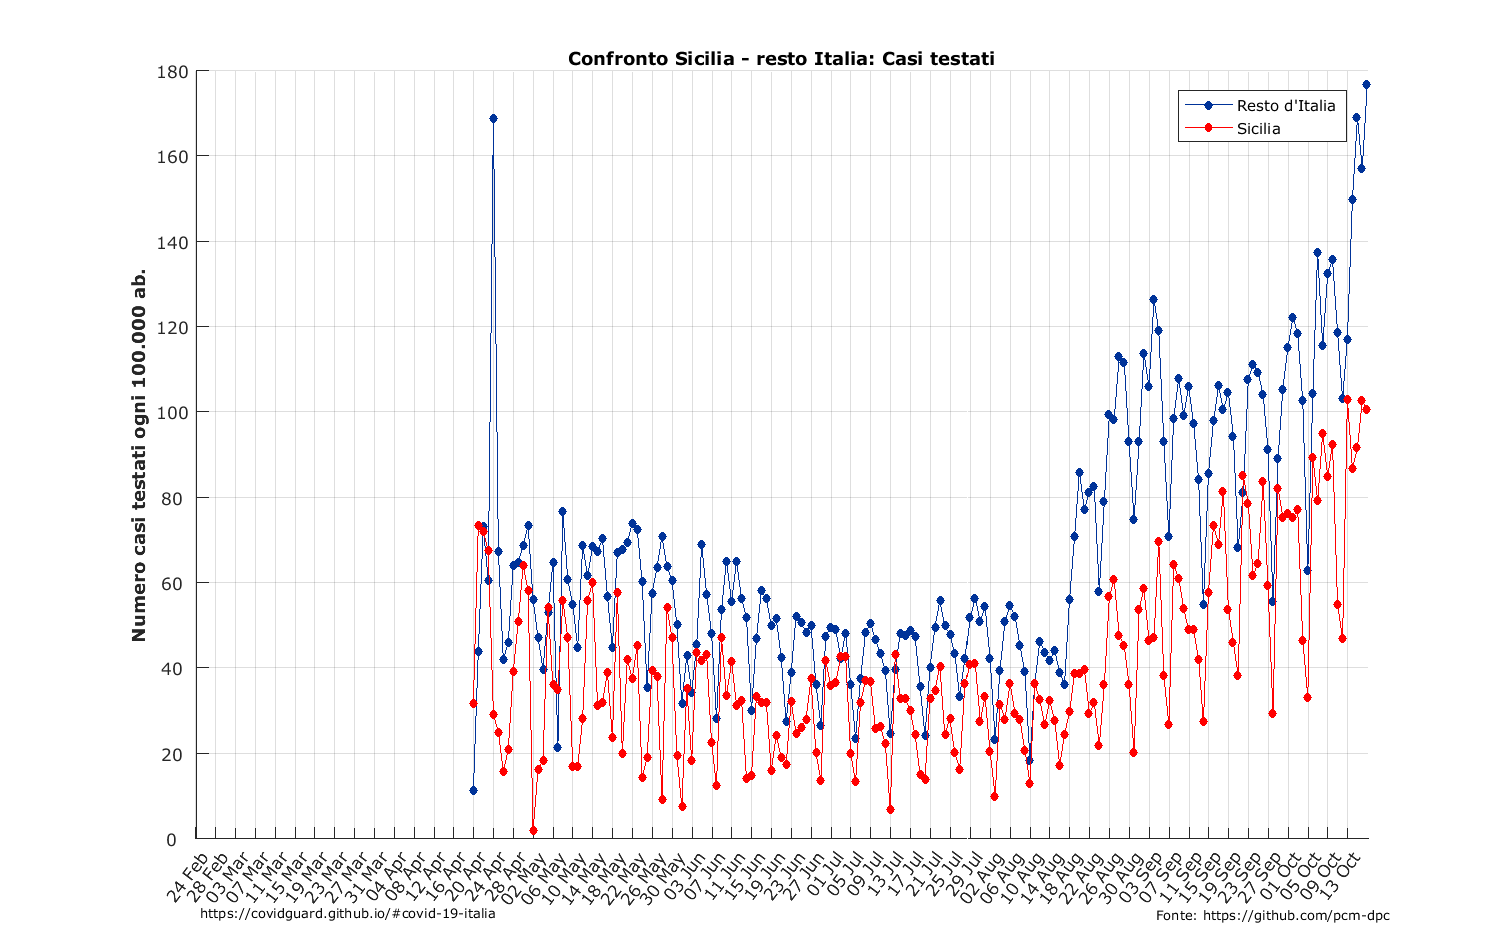 Confronto Sicilia - resto Italia: Casi testati
Numero casi testati ogni 100.000 ab.
180
160
140
120
100
80
60
40
20
0
Resto d'Italia
Sicilia
24 Feb
28 Feb
03 Mar
07 Mar
11 Mar
15 Mar
19 Mar
23 Mar
27 Mar
31 Mar
04 Apr
08 Apr
12 Apr
16 Apr
20 Apr
24 Apr
28 Apr
02 May
06 May
10 May
14 May
18 May
22 May
26 May
30 May
03 Jun
07 Jun
11 Jun
15 Jun
19 Jun
23 Jun
27 Jun
01 Jul
05 Jul
09 Jul
13 Jul
17 Jul
21 Jul
25 Jul
29 Jul
02 Aug
06 Aug
10 Aug
14 Aug
18 Aug
22 Aug
26 Aug
30 Aug
03 Sep
07 Sep
11 Sep
15 Sep
19 Sep
23 Sep
27 Sep
01 Oct
05 Oct
09 Oct
13 Oct
https://covidguard.github.io/#covid-19-italia
Fonte: https://github.com/pcm-dpc